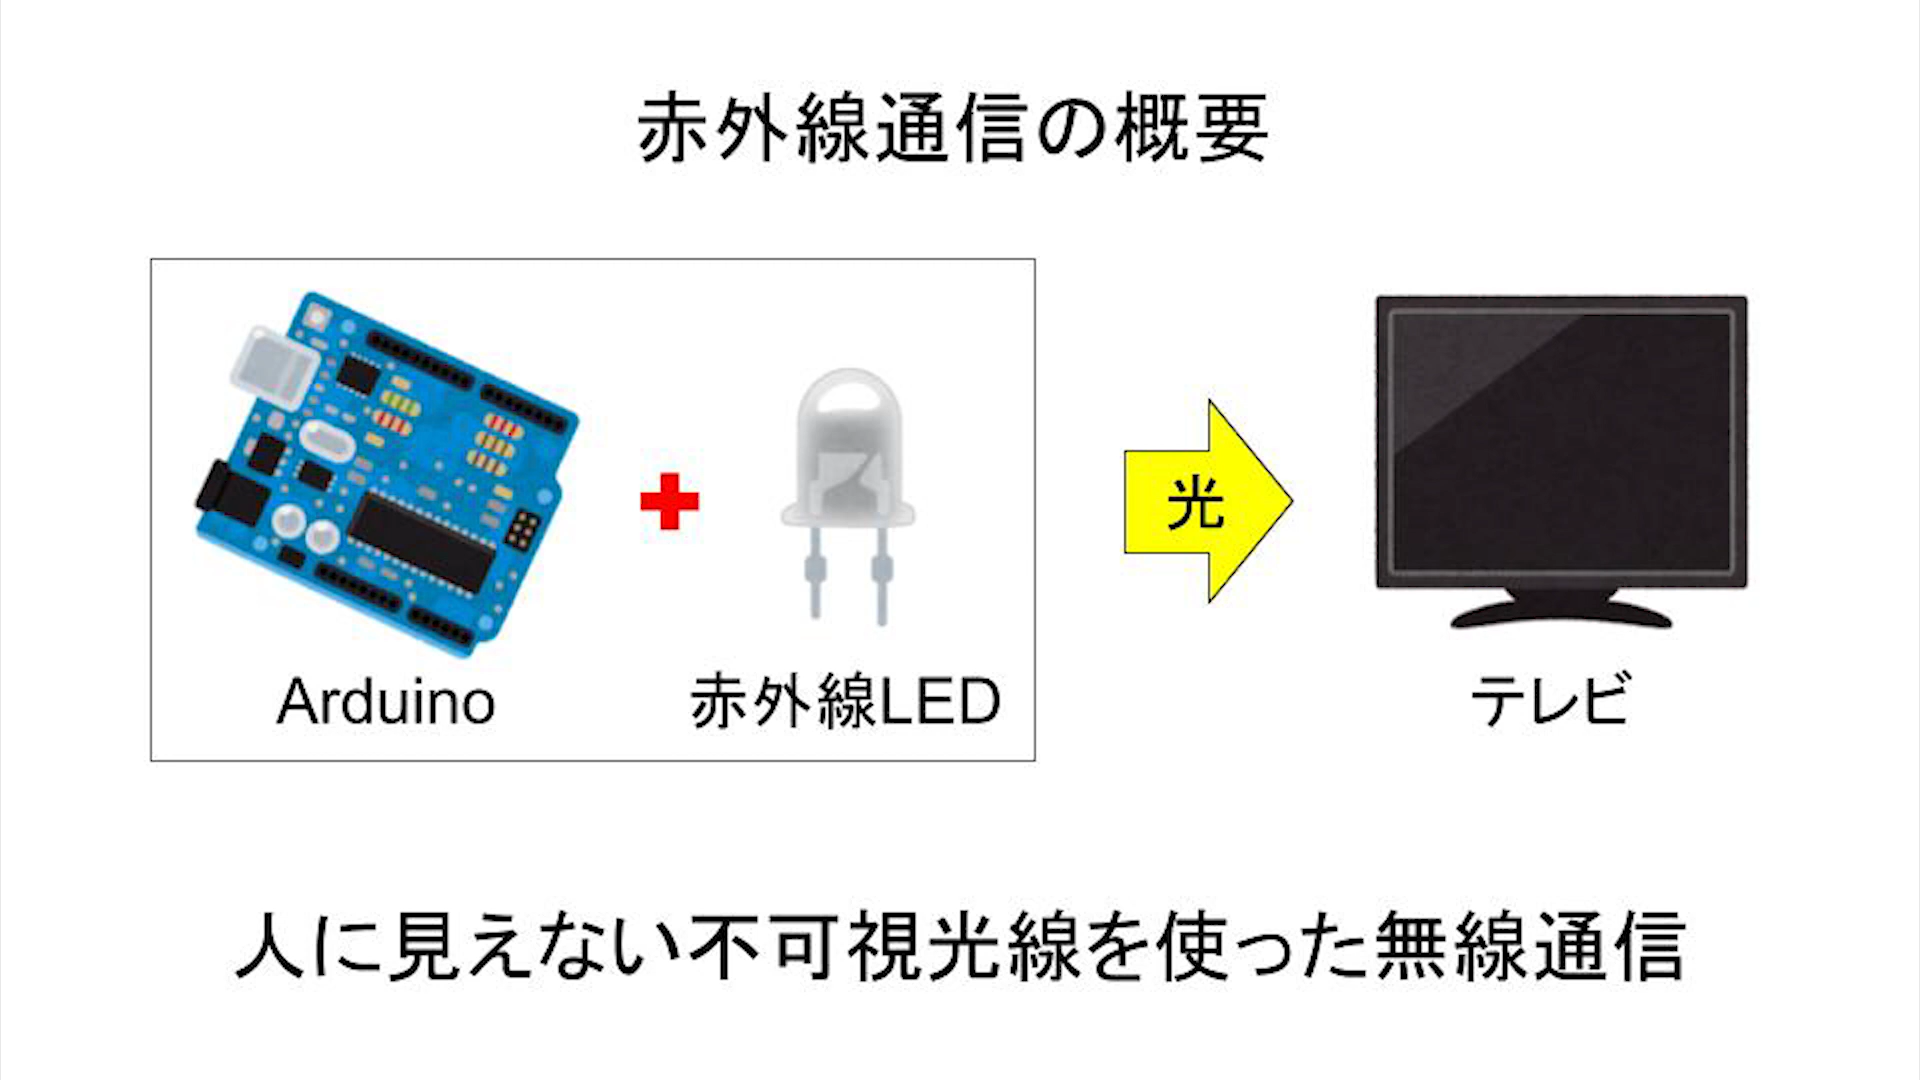 赤外線通信の概要
光
Arduino
赤外線LED
テレビ
人に見えない不可視光線を使った無線通信